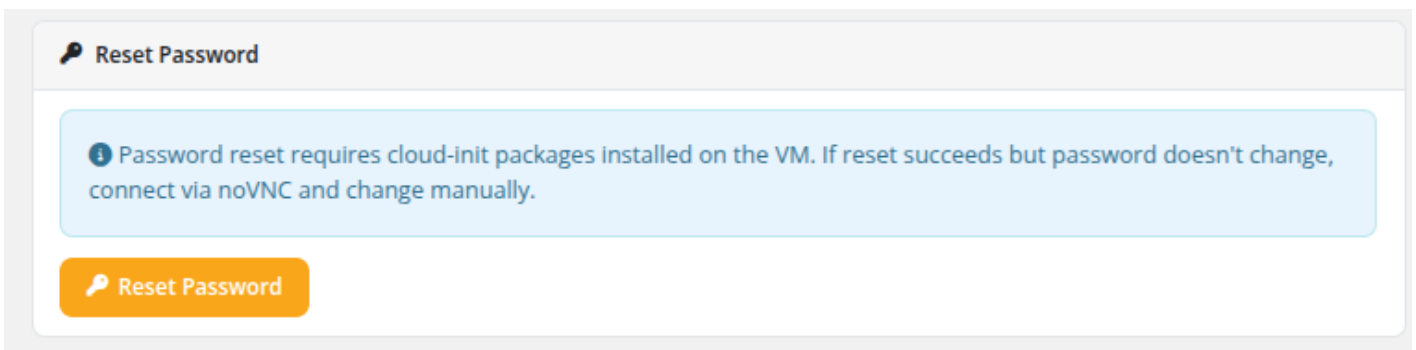 Reset Password
Password reset requires cloud-init packages installed on the VM. If reset succeeds but password doesn't change,
connect via noVNC and change manually.
Reset Password